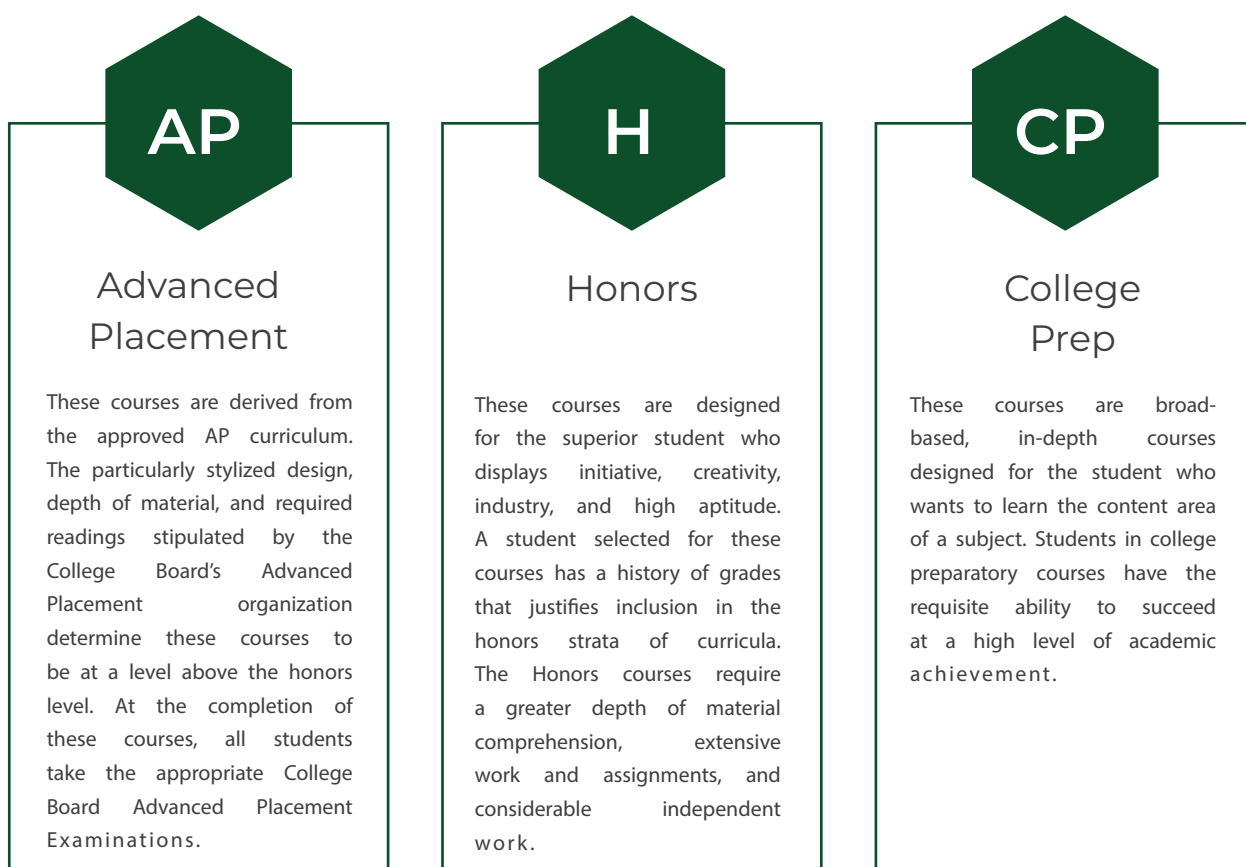 AP
Advanced
Placement
These courses are derived from
the approved AP curriculum.
The particularly stylized design,
depth of material, and required
readings stipulated by the
College Board's Advanced
Placement organization
determine these courses to
be at a level above the honors
level. At the completion of
these courses, all students
take the appropriate College
Board Advanced Placement
Examinations.
H
Honors
These courses are designed
for the superior student who
displays initiative, creativity,
industry, and high aptitude.
A student selected for these
courses has a history of grades
that justifies inclusion in the
honors strata of curricula.
The Honors courses require
a greater depth of material
comprehension, extensive
work and assignments, and
considerable independent
work.
CP
College
Prep
These courses are broad-
based, in-depth courses
designed for the student who
wants to learn the content area
of a subject. Students in college
preparatory courses have the
requisite ability to succeed
at a high level of academic
achievement.